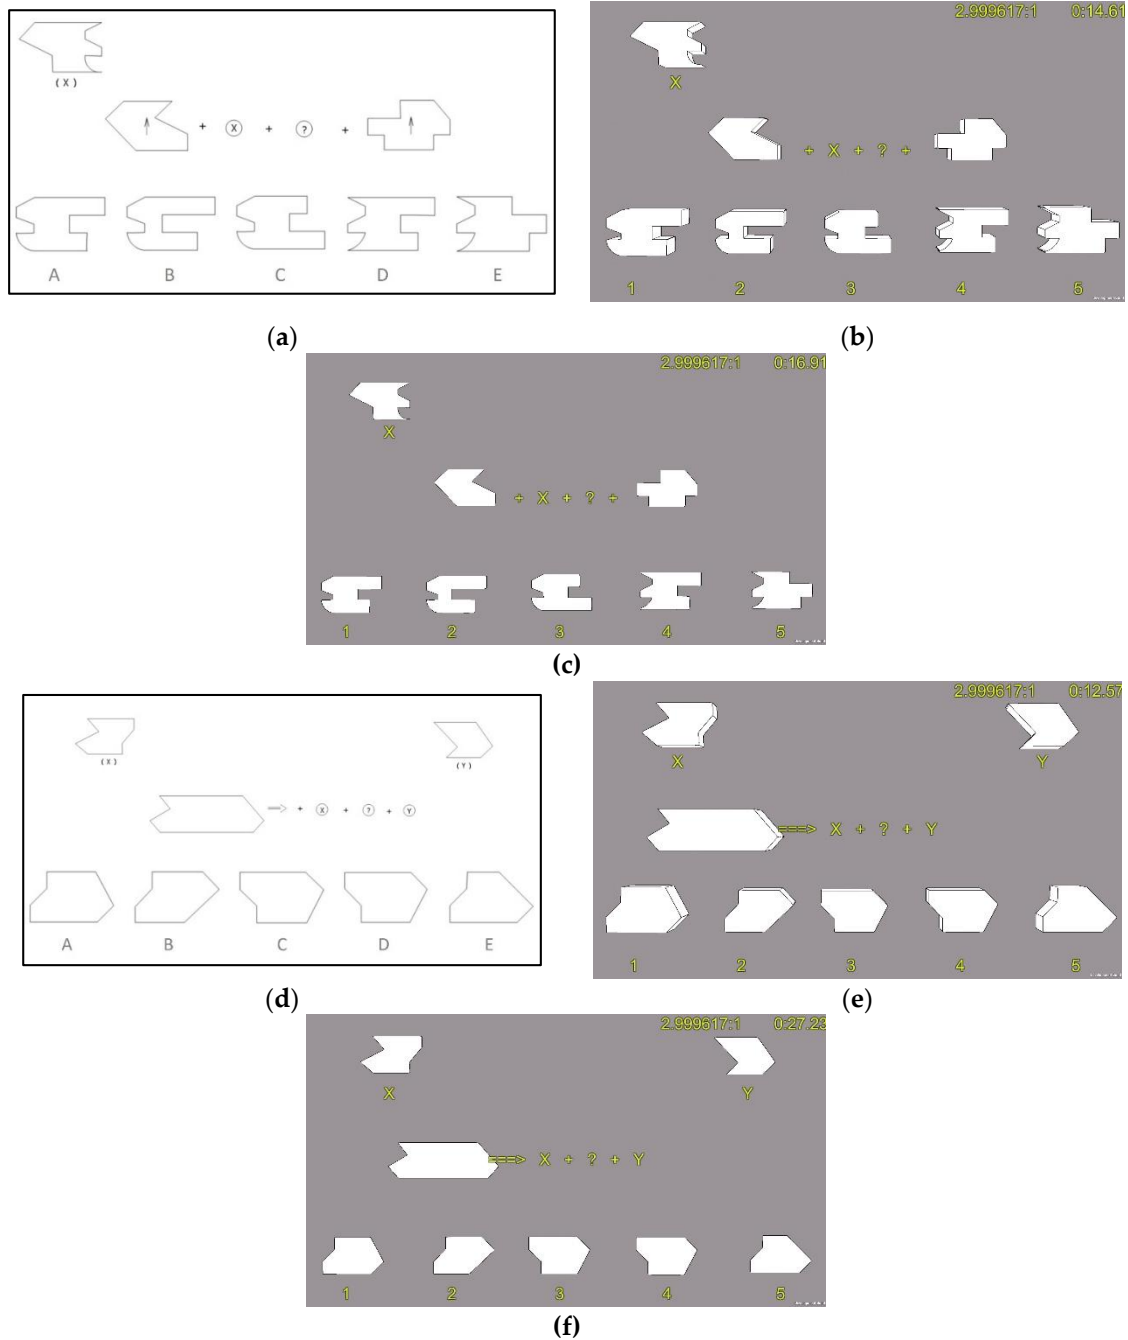 2.999617:1 0:14.61
(X)
X
+ X + ? +
+ X + ? +
A B C D E
1 2 3 4 5
(a) (b)
2.999617:1 0:16.91
X
+ X + ? +
1 2 3 4 5
(c)
2.999617:1 0:12.57
(X) (Y)
X Y
+ X + ? + Y
===> X + ? + Y
A B C D E
1 2 3 4 5
(d) (e)
2.999617:1 0:27.23
X Y
===> X + ? + Y
1 2 3 4 5
(f)